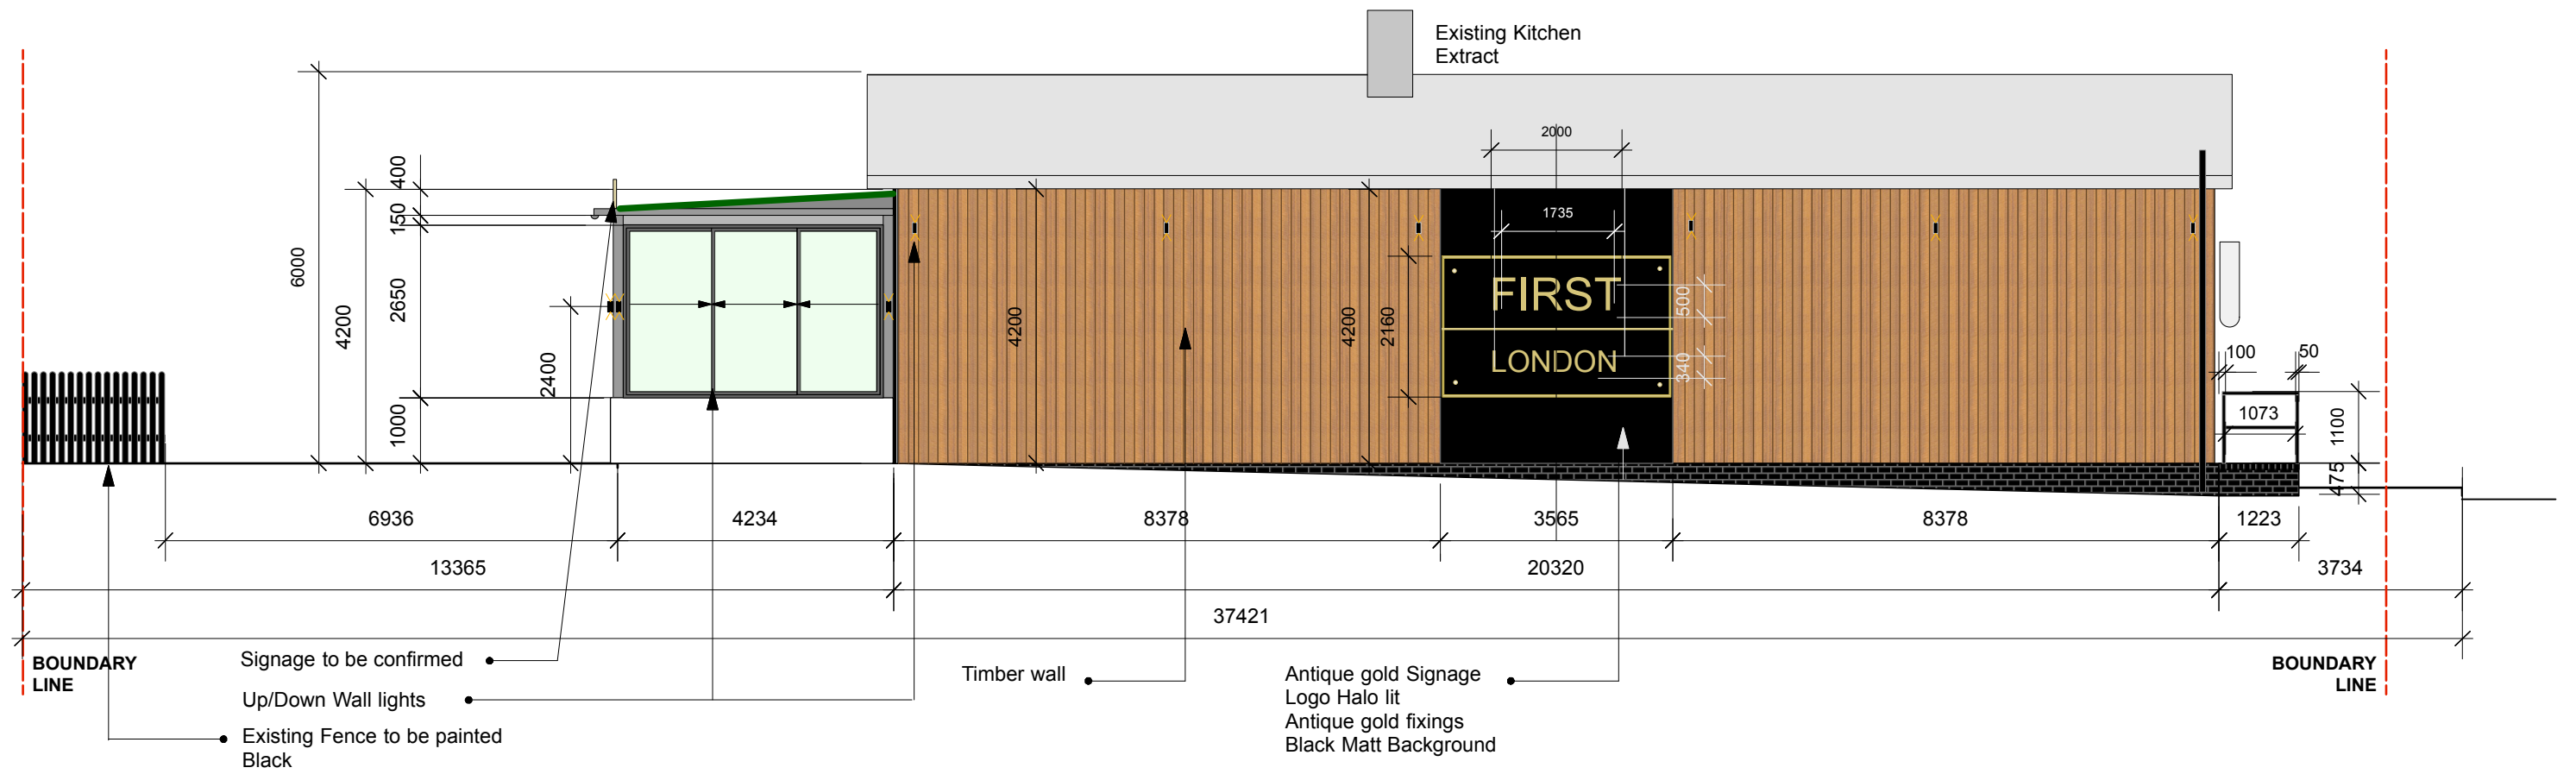 Existing Kitchen
Extract
2000
400
150
1735
6000
4200
2650
2400
1000
4200
4200
2160
FIRST
500
LONDON
340
100
50
1073
1100
475
6936
4234
8378
3565
8378
1223
13365
20320
3734
37421
BOUNDARY
LINE
Signage to be confirmed
Up/Down Wall lights
Existing Fence to be painted
Black
Timber wall
Antique gold Signage
Logo Halo lit
Antique gold fixings
Black Matt Background
BOUNDARY
LINE